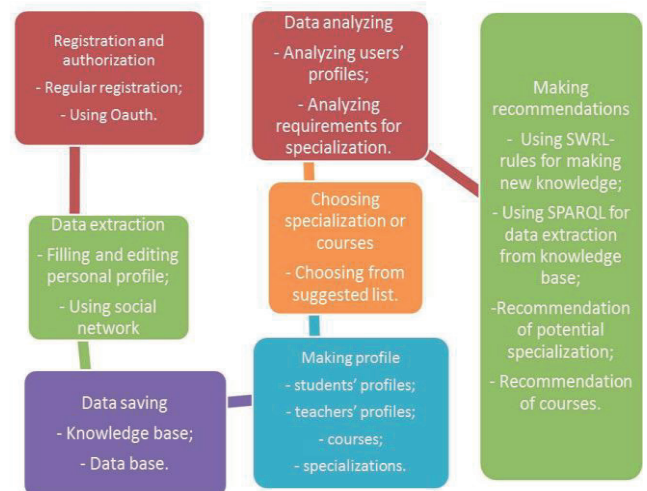 Registration and
authorization
- Regular registration;
- Using Oauth.
Data extraction
- Filling and editing
personal profile;
- Using social
network
Data saving
- Knowledge base;
- Data base.
Making profile
- students' profiles;
- teachers' profiles;
- courses;
- specializations.
Choosing
specialization or
courses
- Choosing from
suggested list.
Data analyzing
- Analyzing users'
profiles;
- Analyzing
requirements for
specialization.
Making
recommendations
- Using SWRL-
rules for making
new knowledge;
- Using SPARQL for
data extraction
from knowledge
base;
-Recommendation
of potential
specialization;
- Recommendation
of courses.